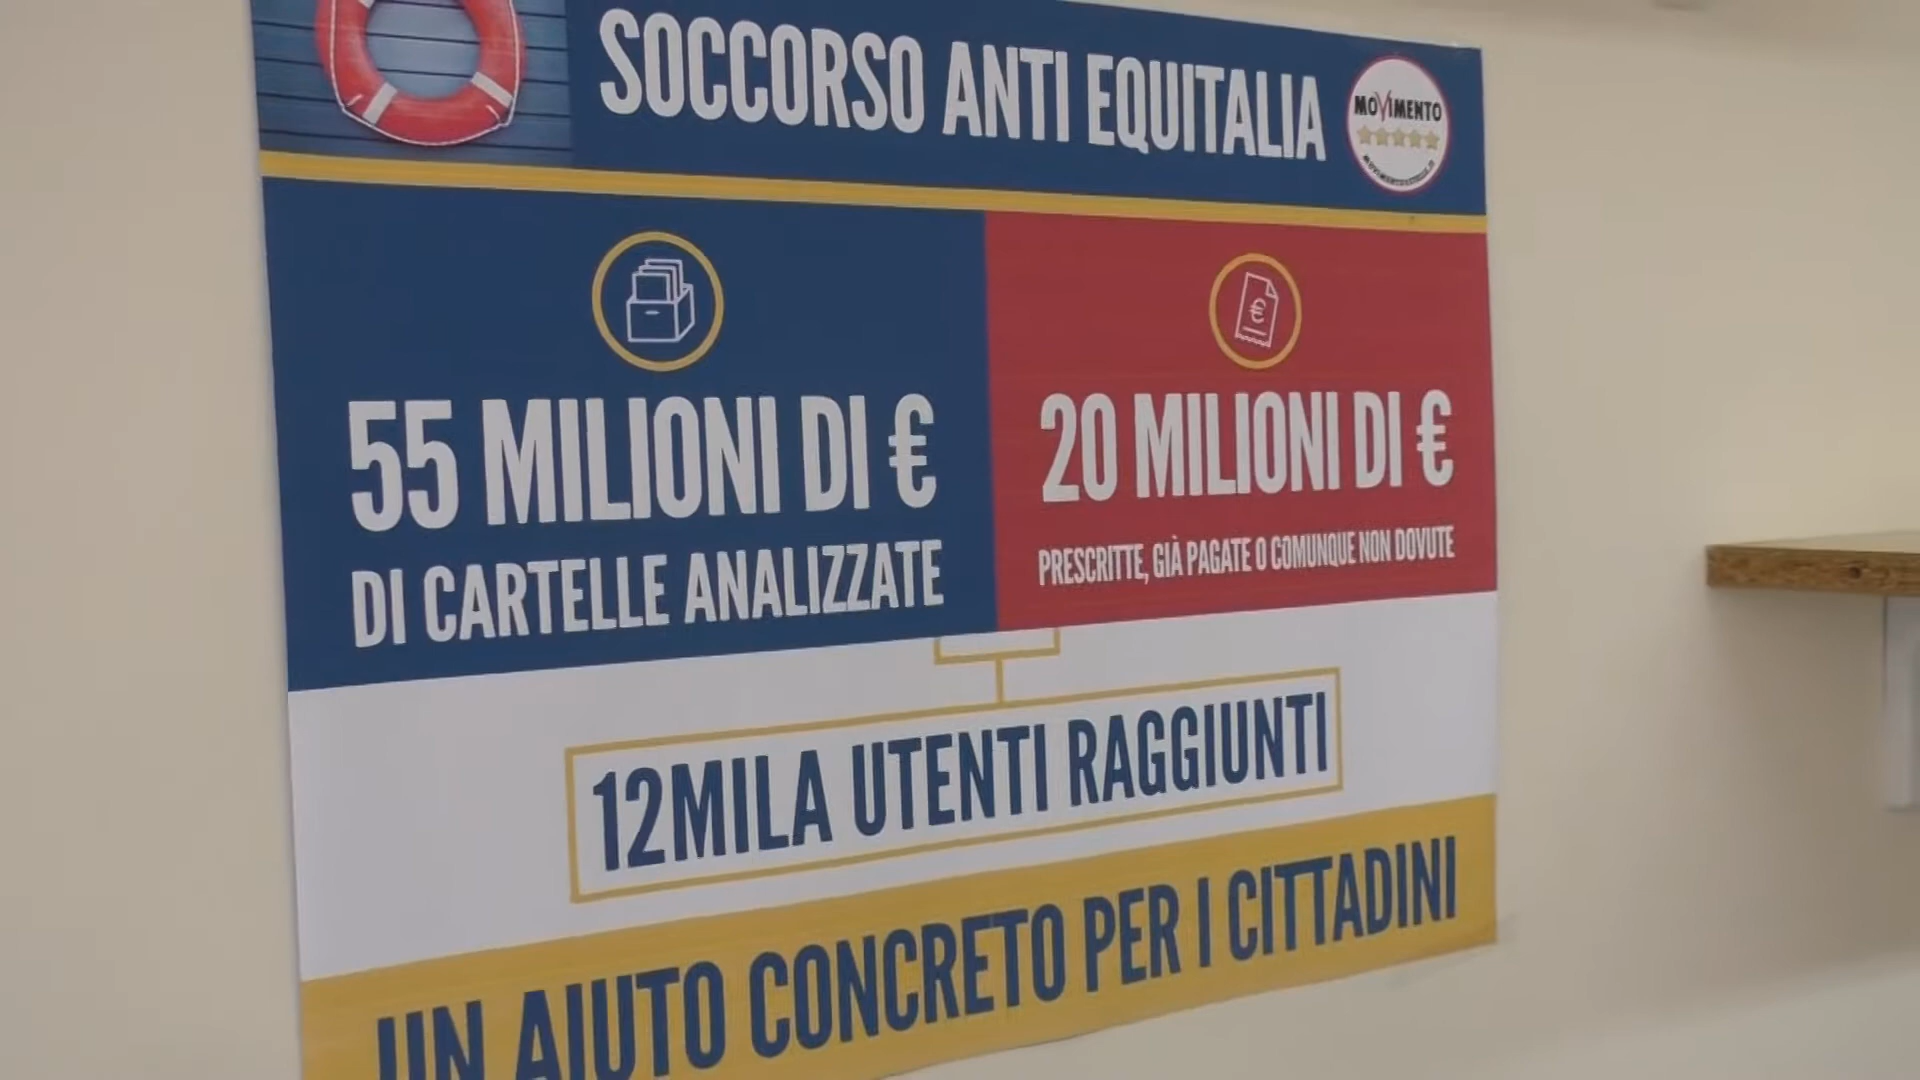 SOCCORSO ANTI EQUITALIA
MOVIMENTO
55 MILIONI DI €
DI CARTELLE ANALIZZATE
20 MILIONI DI €
PRESCRITTE, GIÀ PAGATE O COMUNQUE NON DOVUTE
12MILA UTENTI RAGGIUNTI
UN AIUTO CONCRETO PER I CITTADINI